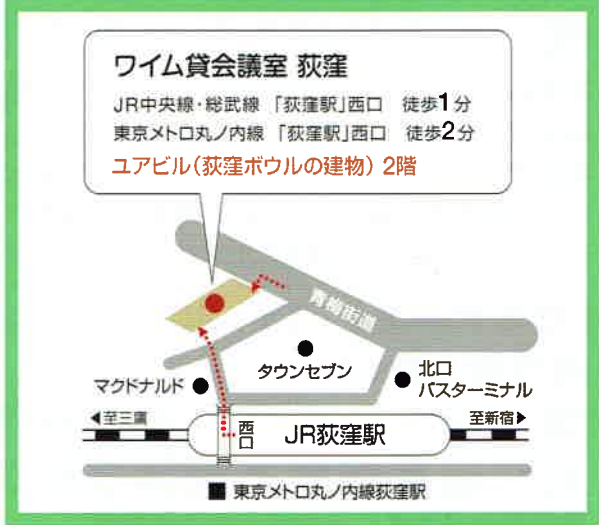 ワイム貸会議室 荻窪
JR中央線・総武線 「荻窪駅」西口 徒歩1分
東京メトロ丸ノ内線 「荻窪駅」西口 徒歩2分
ユアビル(荻窪ボウルの建物) 2階
青梅街道
タウンセブン
北口
バスターミナル
マクドナルド
◀至三鷹
至新宿▶
西口
JR荻窪駅
東京メトロ丸ノ内線荻窪駅